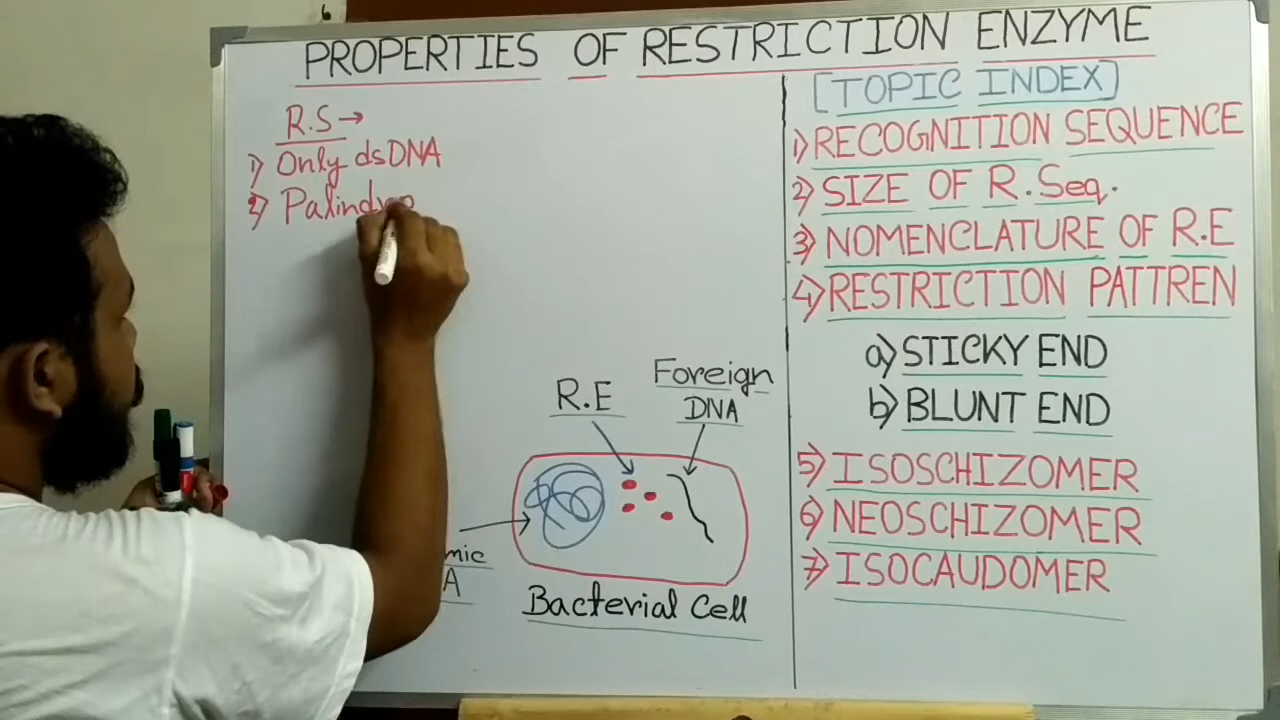 PROPERTIES OF RESTRICTION ENZYME
R.S →
1) Only dsDNA
2) Palindro
R.E
Foreign
DNA
mic
A
Bacterial Cell
[TOPIC INDEX]
1) RECOGNITION SEQUENCE
2) SIZE OF R. Seq.
3) NOMENCLATURE OF R.E
4) RESTRICTION PATTREN
a) STICKY END
b) BLUNT END
5) ISOSCHIZOMER
6) NEOSCHIZOMER
7) ISOCAUDOMER